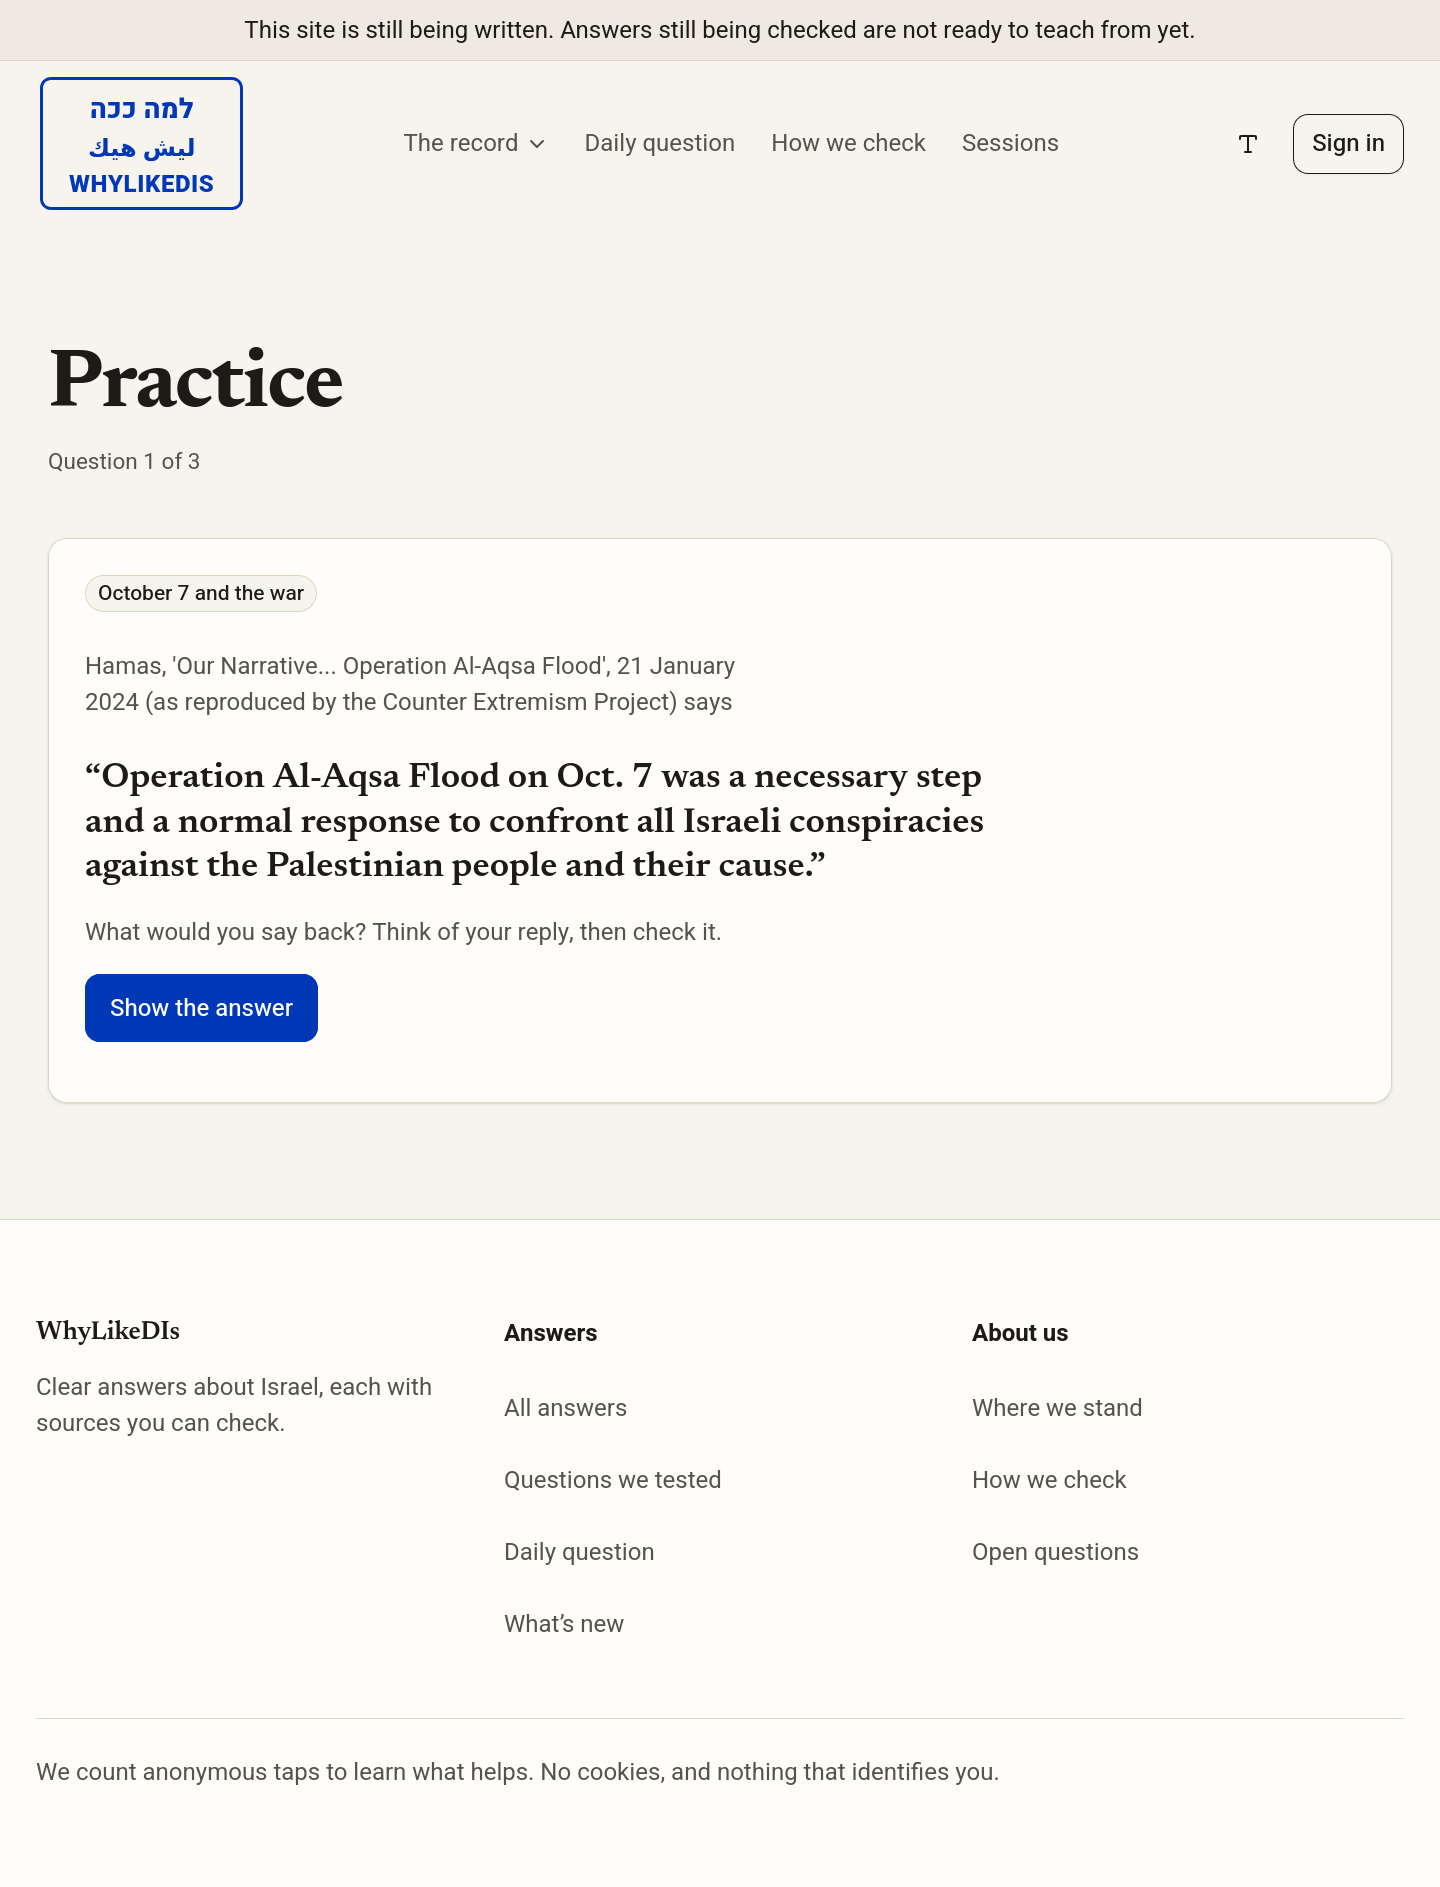 This site is still being written. Answers still being checked are not ready to teach from yet.
למה ככה
ليش هيك
WHYLIKEDIS
The record
Daily question
How we check
Sessions
Sign in
Practice
Question 1 of 3
October 7 and the war
Hamas, 'Our Narrative... Operation Al-Aqsa Flood', 21 January
2024 (as reproduced by the Counter Extremism Project) says
“Operation Al-Aqsa Flood on Oct. 7 was a necessary step
and a normal response to confront all Israeli conspiracies
against the Palestinian people and their cause.”
What would you say back? Think of your reply, then check it.
Show the answer
WhyLikeDIs
Clear answers about Israel, each with
sources you can check.
Answers
All answers
Questions we tested
Daily question
What’s new
About us
Where we stand
How we check
Open questions
We count anonymous taps to learn what helps. No cookies, and nothing that identifies you.